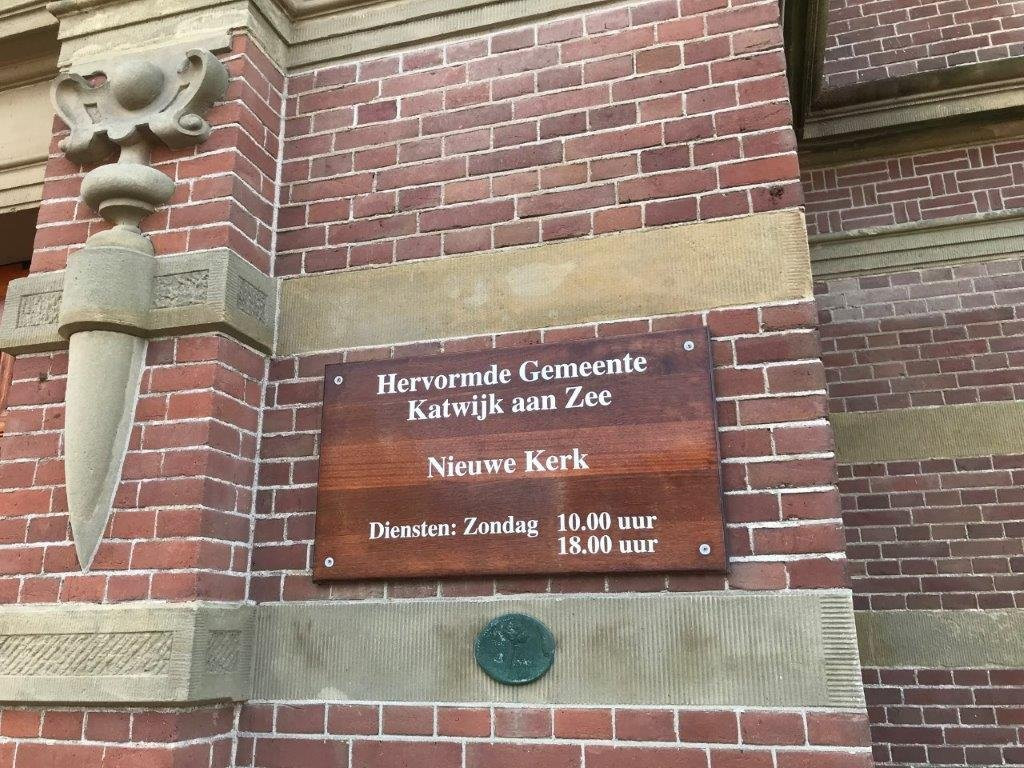 Hervormde Gemeente
Katwijk aan Zee
Nieuwe Kerk
Diensten: Zondag 10.00 uur
18.00 uur